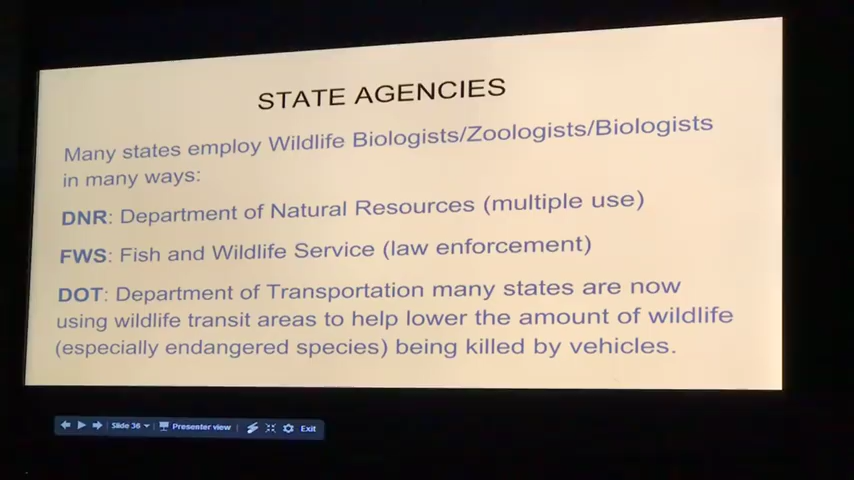 STATE AGENCIES
Many states employ Wildlife Biologists/Zoologists/Biologists
in many ways:
DNR: Department of Natural Resources (multiple use)
FWS: Fish and Wildlife Service (law enforcement)
DOT: Department of Transportation many states are now
using wildlife transit areas to help lower the amount of wildlife
(especially endangered species) being killed by vehicles.
Slide 36 Presenter view Exit